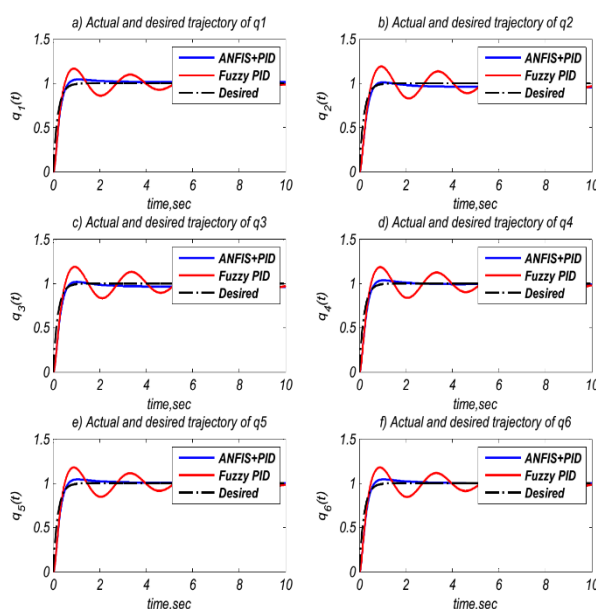 a) Actual and desired trajectory of q1
1.5
1
0.5
0
q1(t)
ANFIS+PID
Fuzzy PID
Desired
0 2 4 6 8 10
time,sec
b) Actual and desired trajectory of q2
1.5
1
0.5
0
q2(t)
ANFIS+PID
Fuzzy PID
Desired
0 2 4 6 8 10
time,sec
c) Actual and desired trajectory of q3
1.5
1
0.5
0
q3(t)
ANFIS+PID
Fuzzy PID
Desired
0 2 4 6 8 10
time,sec
d) Actual and desired trajectory of q4
1.5
1
0.5
0
q4(t)
ANFIS+PID
Fuzzy PID
Desired
0 2 4 6 8 10
time,sec
e) Actual and desired trajectory of q5
1.5
1
0.5
0
q5(t)
ANFIS+PID
Fuzzy PID
Desired
0 2 4 6 8 10
time,sec
f) Actual and desired trajectory of q6
1.5
1
0.5
0
q6(t)
ANFIS+PID
Fuzzy PID
Desired
0 2 4 6 8 10
time,sec